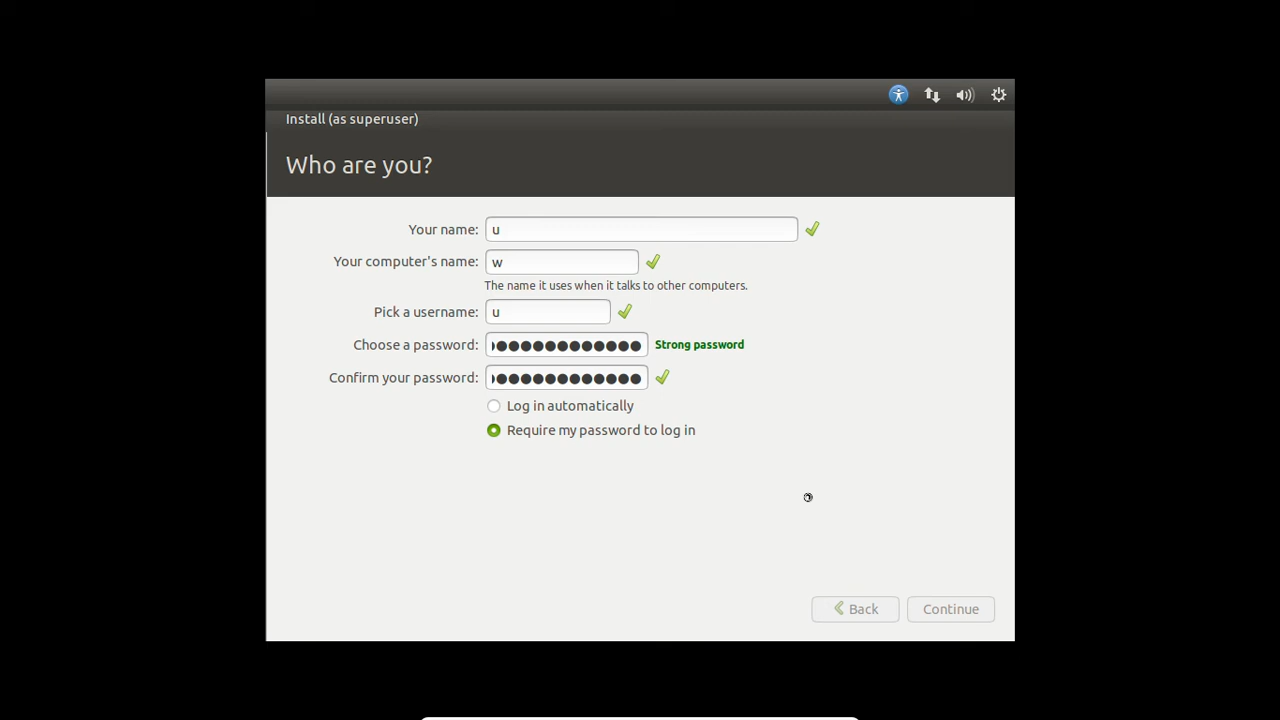 Install (as superuser)
Who are you?
Your name: u
Your computer's name: w
The name it uses when it talks to other computers.
Pick a username: u
Choose a password: ●●●●●●●●●●●●● Strong password
Confirm your password: ●●●●●●●●●●●●●
Log in automatically
Require my password to log in
Back Continue